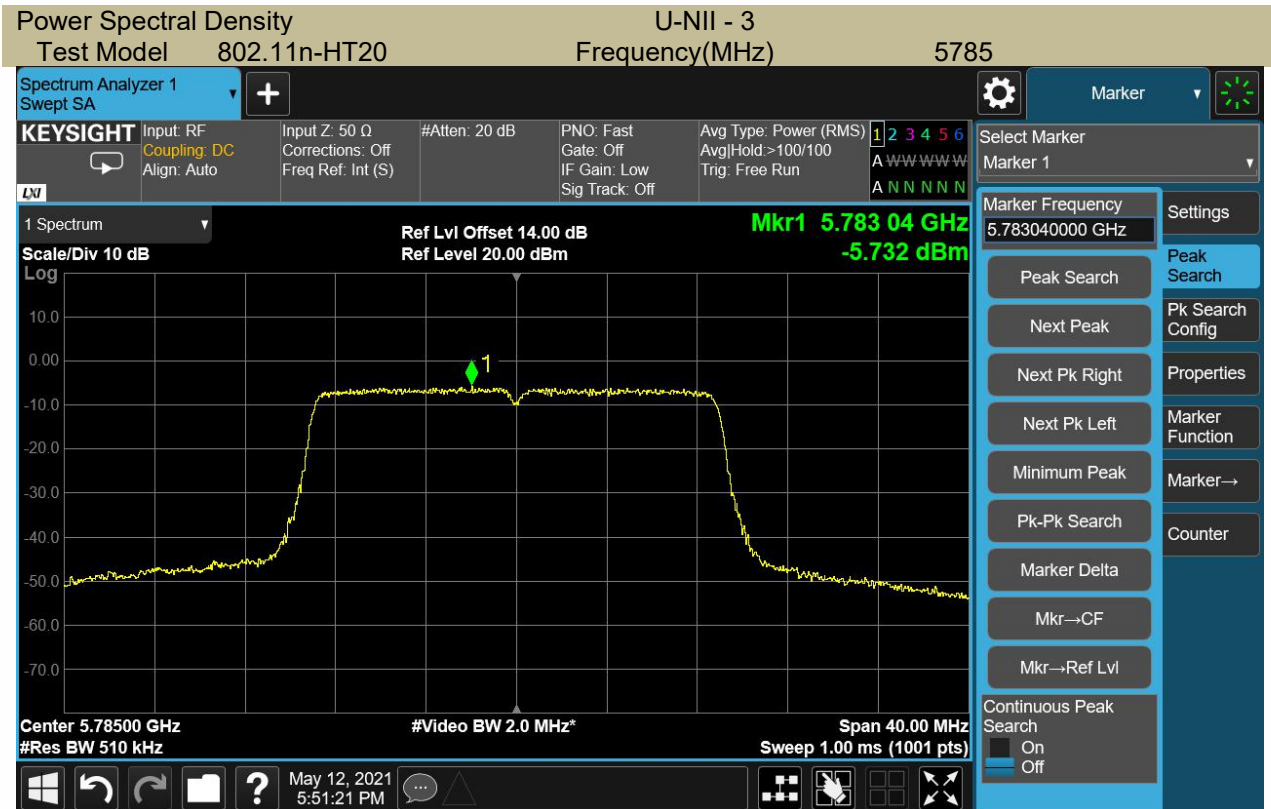 Power Spectral Density U-NII - 3
Test Model 802.11n-HT20 Frequency(MHz) 5785
Spectrum Analyzer 1
Swept SA
+
Marker
KEYSIGHT
LXI
Input: RF
Coupling: DC
Align: Auto
Input Z: 50 Ω
Corrections: Off
Freq Ref: Int (S)
#Atten: 20 dB
PNO: Fast
Gate: Off
IF Gain: Low
Sig Track: Off
Avg Type: Power (RMS)
Avg|Hold:>100/100
Trig: Free Run
1 2 3 4 5 6
A W W W W W
A N N N N N
Select Marker
Marker 1
1 Spectrum
Scale/Div 10 dB
Ref Lvl Offset 14.00 dB
Ref Level 20.00 dBm
Mkr1 5.783 04 GHz
-5.732 dBm
Log
10.0
0.00
-10.0
-20.0
-30.0
-40.0
-50.0
-60.0
-70.0
1
Center 5.78500 GHz
#Res BW 510 kHz
#Video BW 2.0 MHz*
Span 40.00 MHz
Sweep 1.00 ms (1001 pts)
Marker Frequency
5.783040000 GHz
Peak Search
Next Peak
Next Pk Right
Next Pk Left
Minimum Peak
Pk-Pk Search
Marker Delta
Mkr→CF
Mkr→Ref Lvl
Continuous Peak
Search
On
Off
Settings
Peak
Search
Pk Search
Config
Properties
Marker
Function
Marker→
Counter
?
May 12, 2021
5:51:21 PM